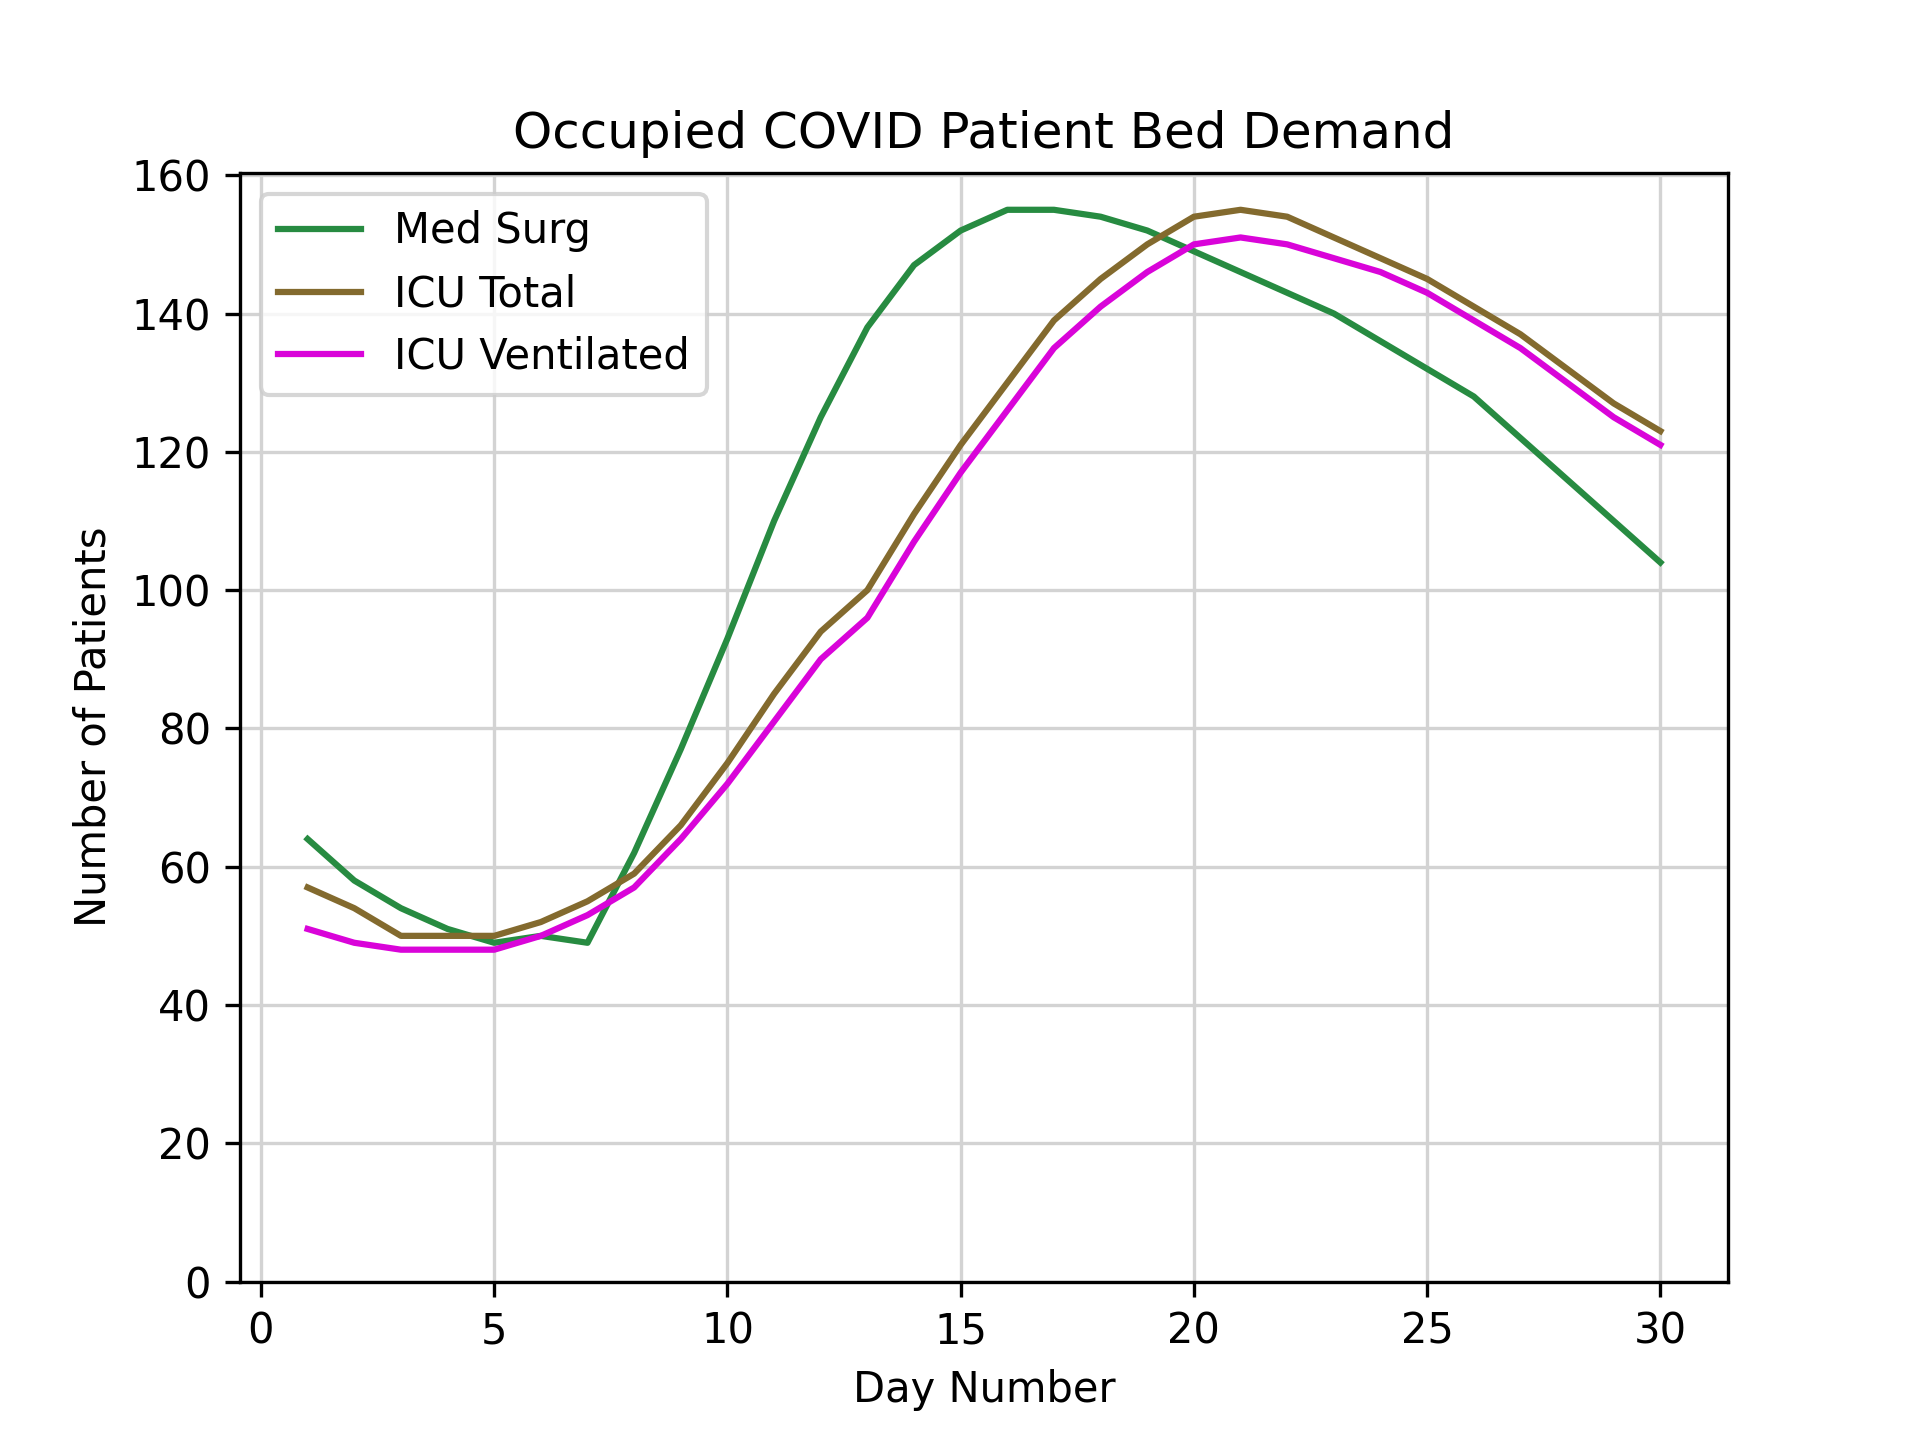 Occupied COVID Patient Bed Demand
160
140
120
100
80
60
40
20
0
Number of Patients
Med Surg
ICU Total
ICU Ventilated
0 5 10 15 20 25 30
Day Number